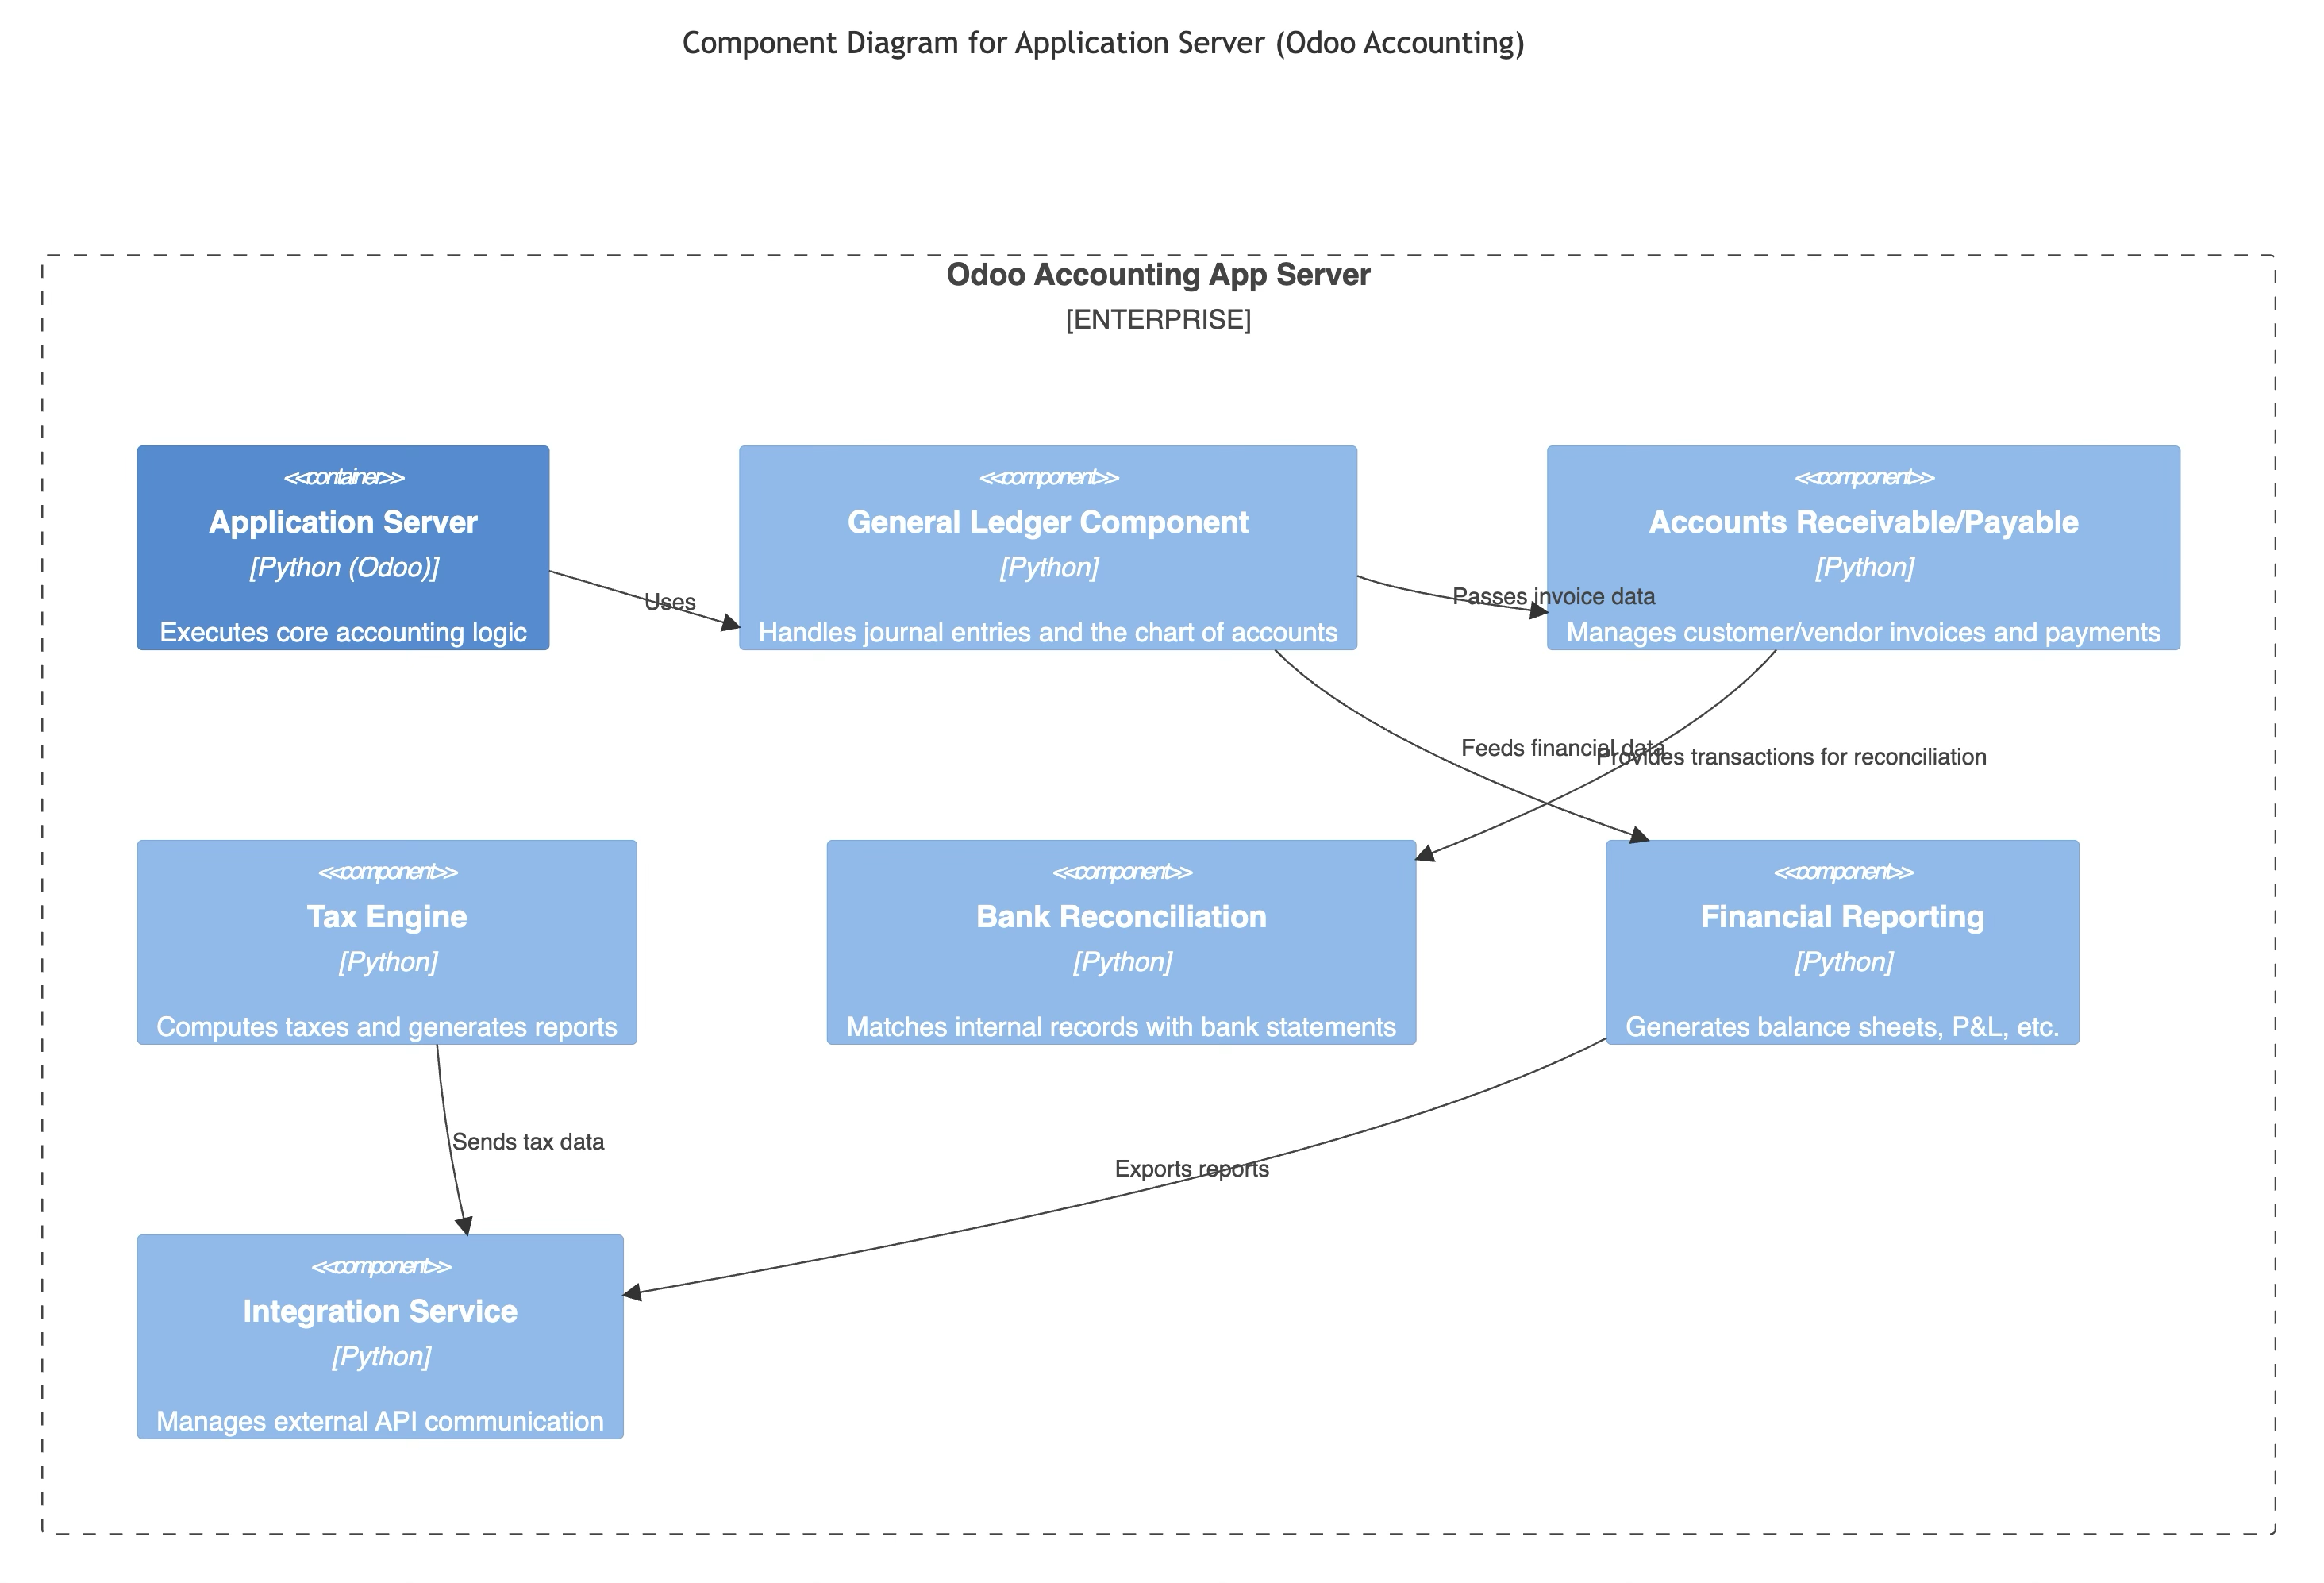 Component Diagram for Application Server (Odoo Accounting)
Odoo Accounting App Server
[ENTERPRISE]
<<container>>
Application Server
[Python (Odoo)]
Executes core accounting logic
Uses
<<component>>
General Ledger Component
[Python]
Handles journal entries and the chart of accounts
Passes invoice data
<<component>>
Accounts Receivable/Payable
[Python]
Manages customer/vendor invoices and payments
Feeds financial data
Provides transactions for reconciliation
<<component>>
Tax Engine
[Python]
Computes taxes and generates reports
<<component>>
Bank Reconciliation
[Python]
Matches internal records with bank statements
<<component>>
Financial Reporting
[Python]
Generates balance sheets, P&L, etc.
Sends tax data
Exports reports
<<component>>
Integration Service
[Python]
Manages external API communication